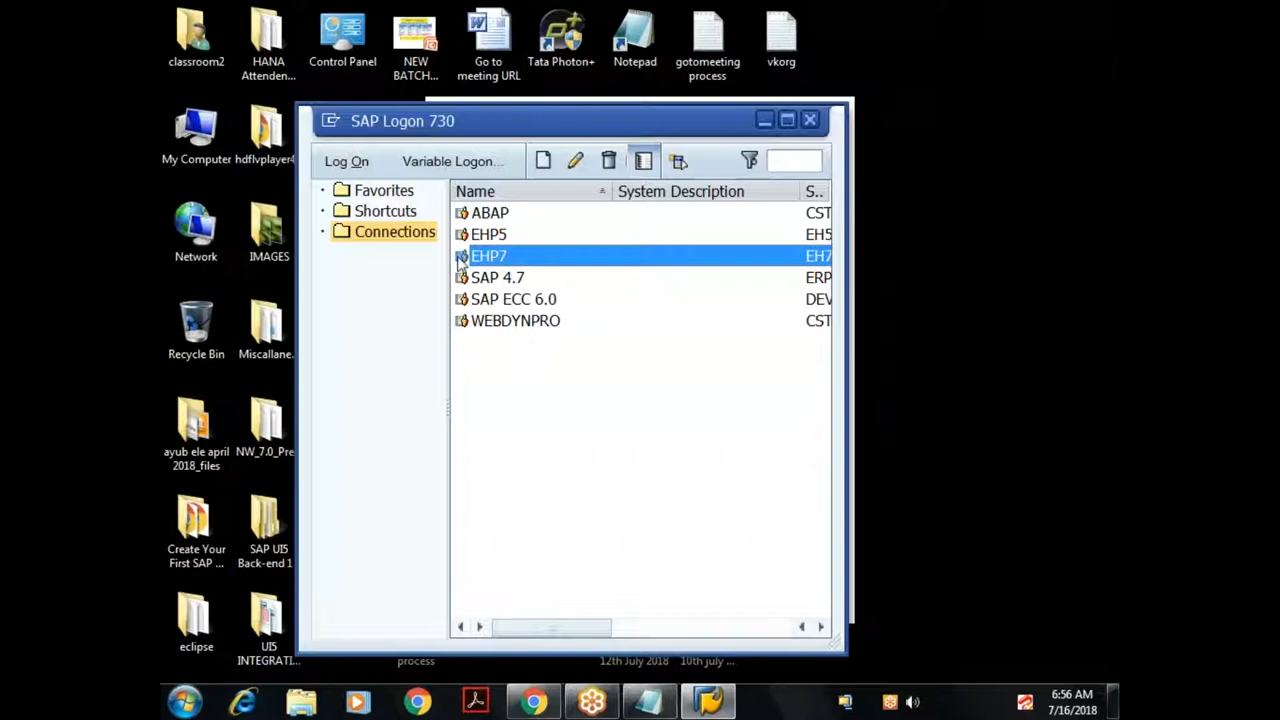 classroom2
HANA
Attenden...
Control Panel
NEW
BATCH...
Go to
meeting URL
Tata Photon+
Notepad
gotomeeting
process
vkorg
SAP Logon 730
My Computer
hdflvplayer4
Log On
Variable Logon...
Favorites
Shortcuts
Connections
Name
System Description
S..
ABAP
CST
EHP5
EH5
EHP7
EH7
SAP 4.7
ERP
SAP ECC 6.0
DEV
WEBDYNPRO
CST
Network
IMAGES
Recycle Bin
Miscallane.
ayub ele april
2018_files
NW_7.0_Pre
Create Your
First SAP ...
SAP UI5
Back-end 1
eclipse
UI5
INTEGRATI...
process
12th July 2018
10th july ...
6:56 AM
7/16/2018